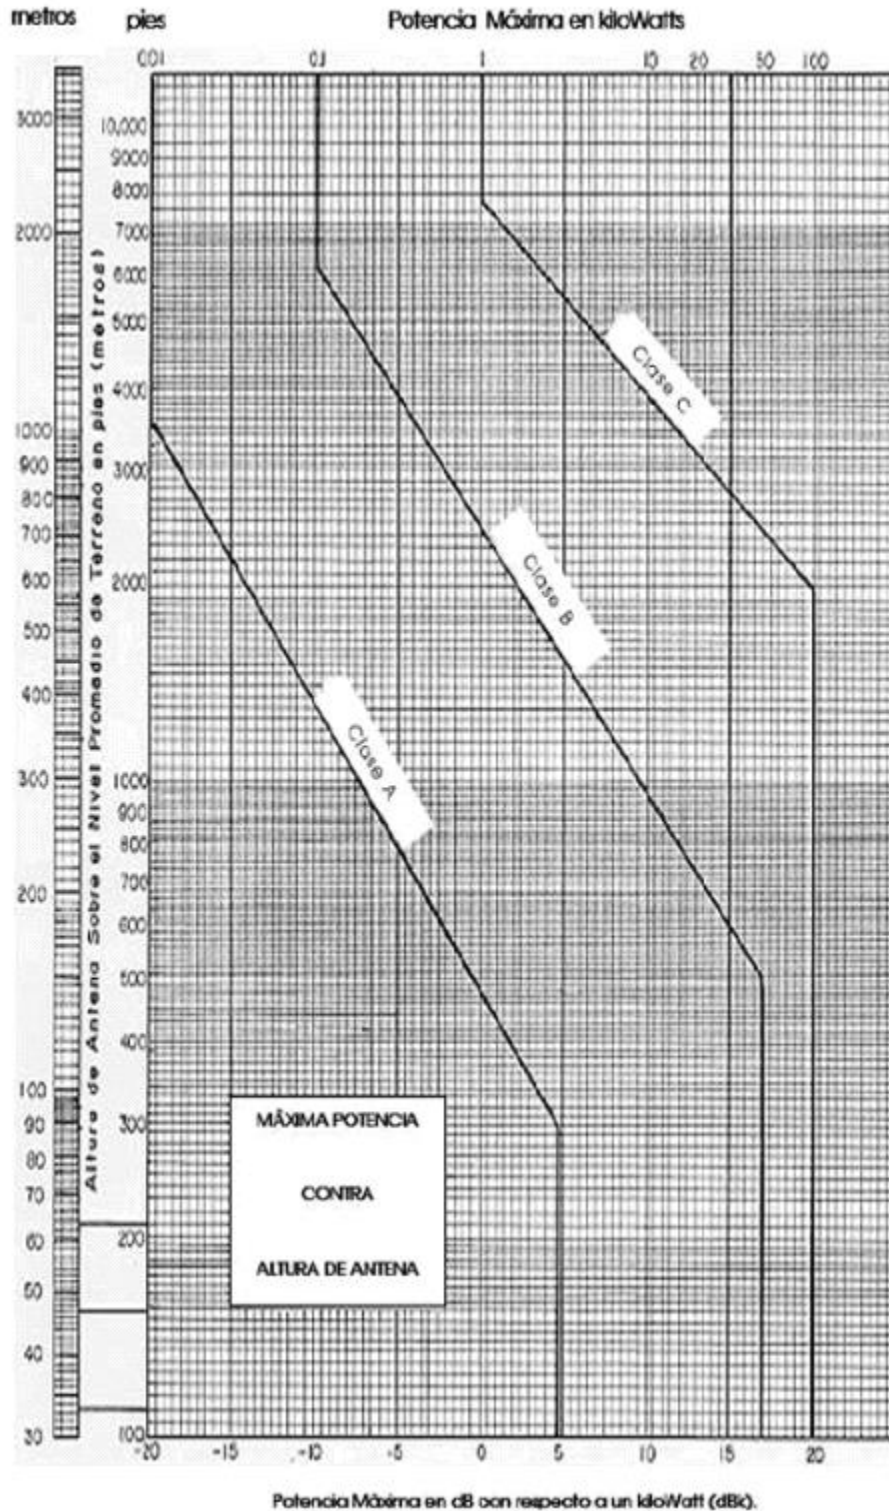 metros
pies
Potencia Máxima en kiloWatts
0.01 0.1 1 10 20 50 100
3000
2000
1000
900
800
700
600
500
400
300
200
100
90
80
70
60
50
40
30
Altura de Antena Sobre el Nivel Promedio de Terreno en pies (metros)
10,000
9000
8000
7000
6000
5000
4000
3000
2000
1000
900
800
700
600
500
400
300
200
100
Clase C
Clase B
Clase A
MÁXIMA POTENCIA
CONTRA
ALTURA DE ANTENA
-20 -15 -10 -5 0 5 10 15 20
Potencia Máxima en dB con respecto a un kiloWatt (dBk).